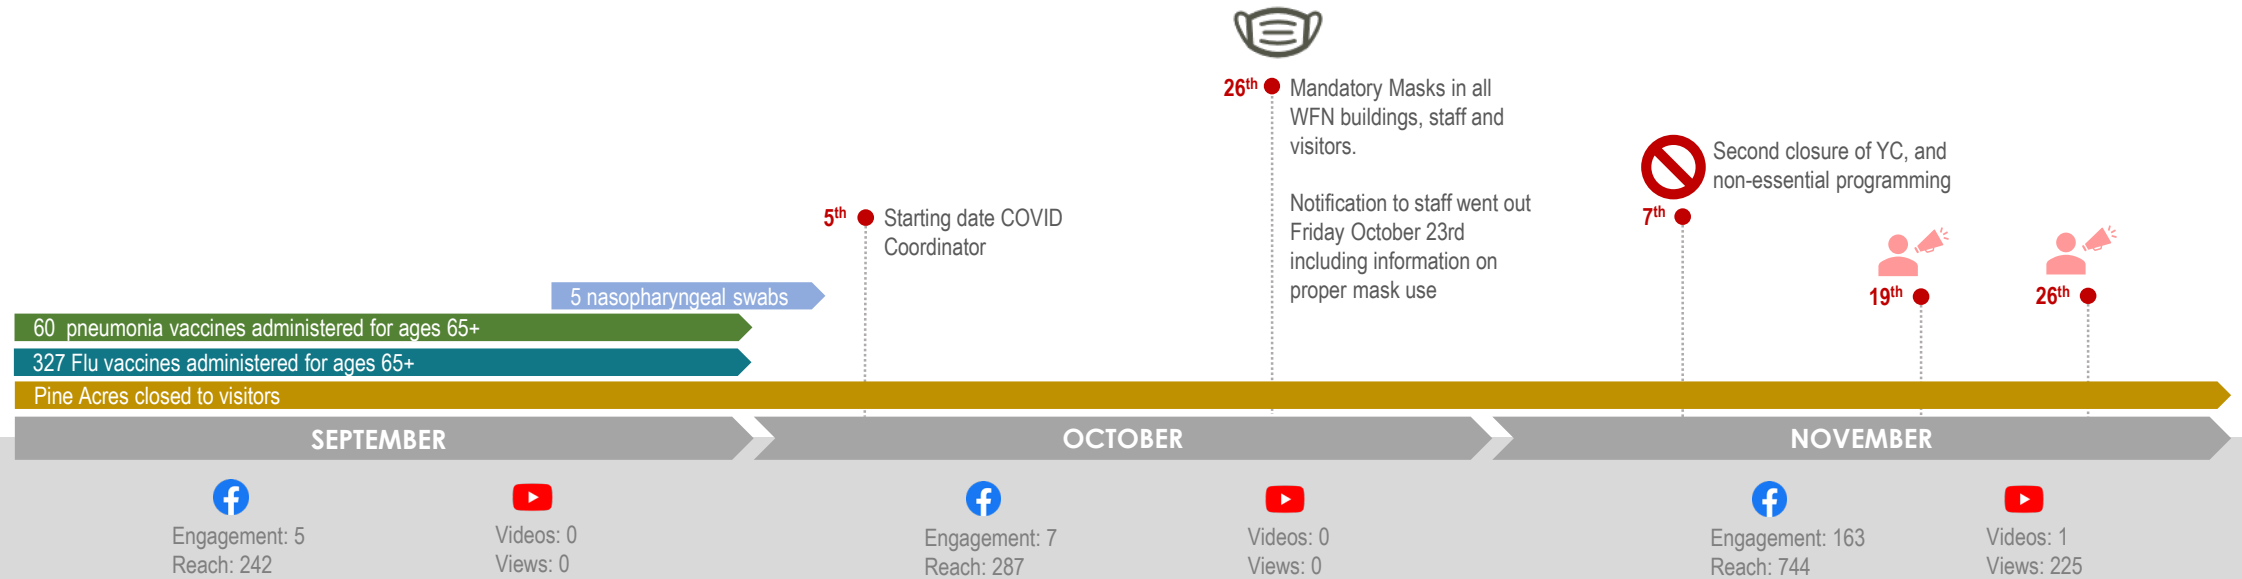 26th
Mandatory Masks in all
WFN buildings, staff and
visitors.
Notification to staff went out
Friday October 23rd
including information on
proper mask use
Second closure of YC, and
non-essential programming
7th
5th
Starting date COVID
Coordinator
19th
26th
5 nasopharyngeal swabs
60 pneumonia vaccines administered for ages 65+
327 Flu vaccines administered for ages 65+
Pine Acres closed to visitors
SEPTEMBER
OCTOBER
NOVEMBER
Engagement: 5
Reach: 242
Videos: 0
Views: 0
Engagement: 7
Reach: 287
Videos: 0
Views: 0
Engagement: 163
Reach: 744
Videos: 1
Views: 225